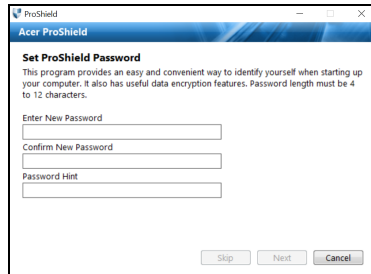 ProShield
Acer ProShield
Set ProShield Password
This program provides an easy and convenient way to identify yourself when starting up
your computer. It also has useful data encryption features. Password length must be 4
to 12 characters.
Enter New Password
Confirm New Password
Password Hint
Skip Next Cancel